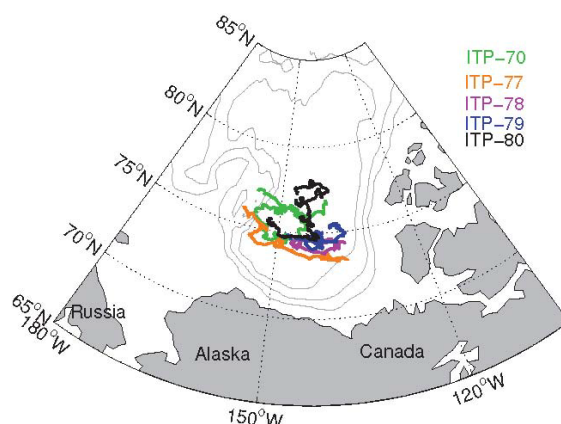 85°N
80°N
75°N
70°N
65°N
180°W
150°W
120°W
Russia
Alaska
Canada
ITP−70
ITP−77
ITP−78
ITP−79
ITP−80